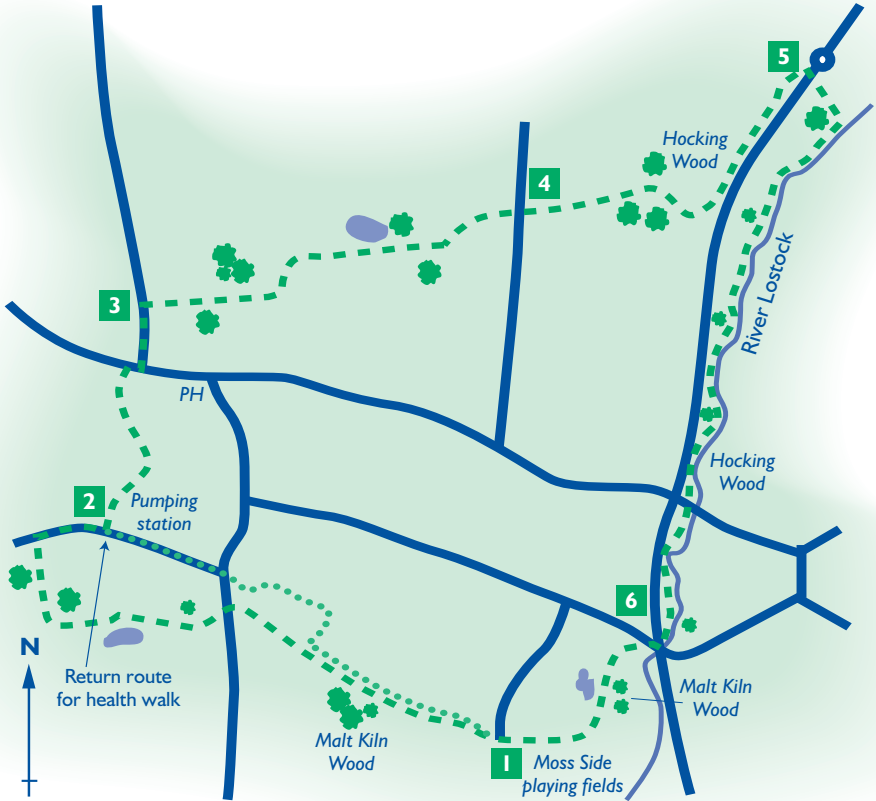 5
Hocking
Wood
4
River Lostock
3
PH
Hocking
Wood
2
Pumping
station
6
N
Return route
for health walk
Malt Kiln
Wood
Malt Kiln
Wood
1
Moss Side
playing fields